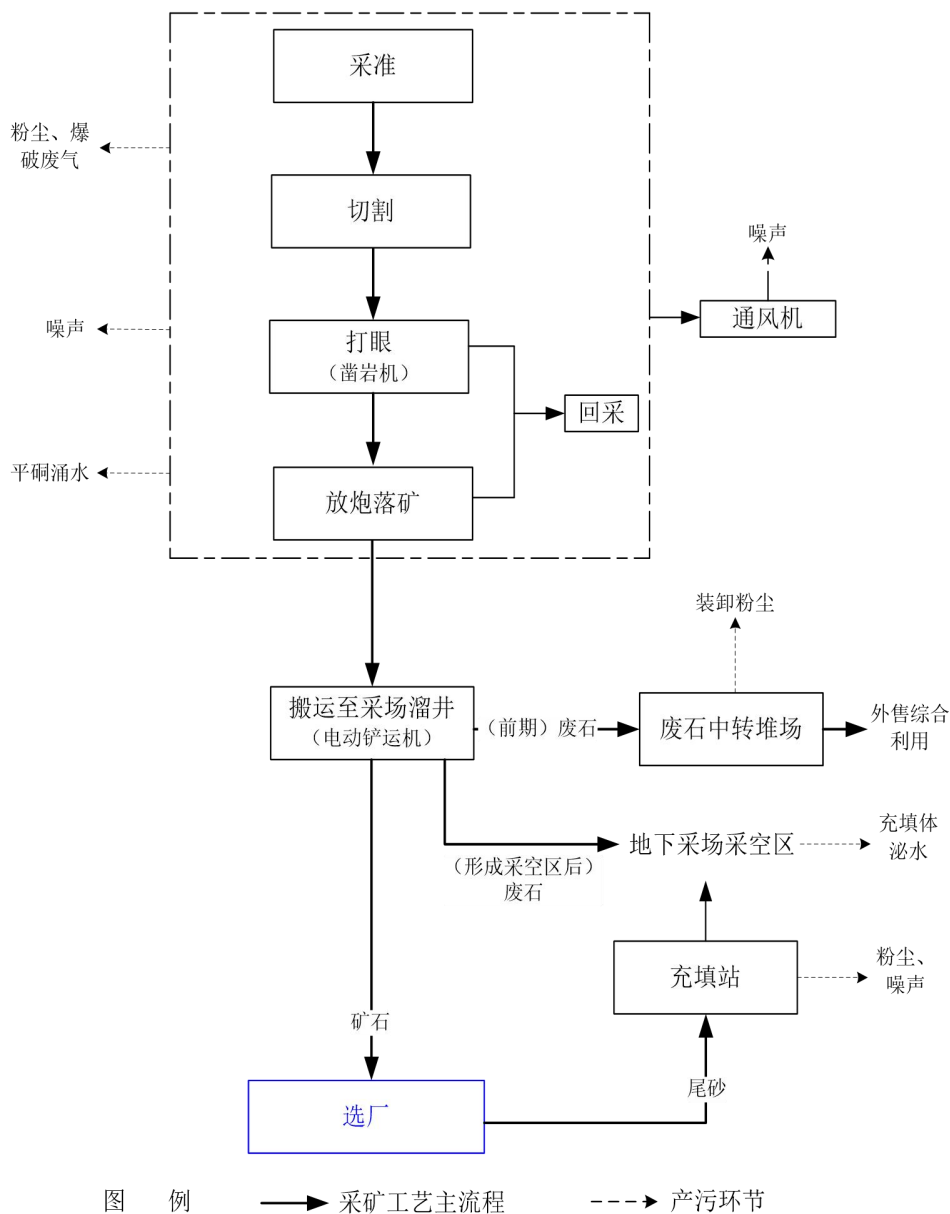 采准
粉尘、爆
破废气
切割
噪声
通风机
噪声
打眼
（凿岩机）
回采
平硐涌水
放炮落矿
装卸粉尘
搬运至采场溜井
（电动铲运机）
（前期）废石
废石中转堆场
外售综合
利用
地下采场采空区
充填体
泌水
（形成采空区后）
废石
充填站
粉尘、
噪声
矿石
尾砂
选厂
图 例
采矿工艺主流程
产污环节